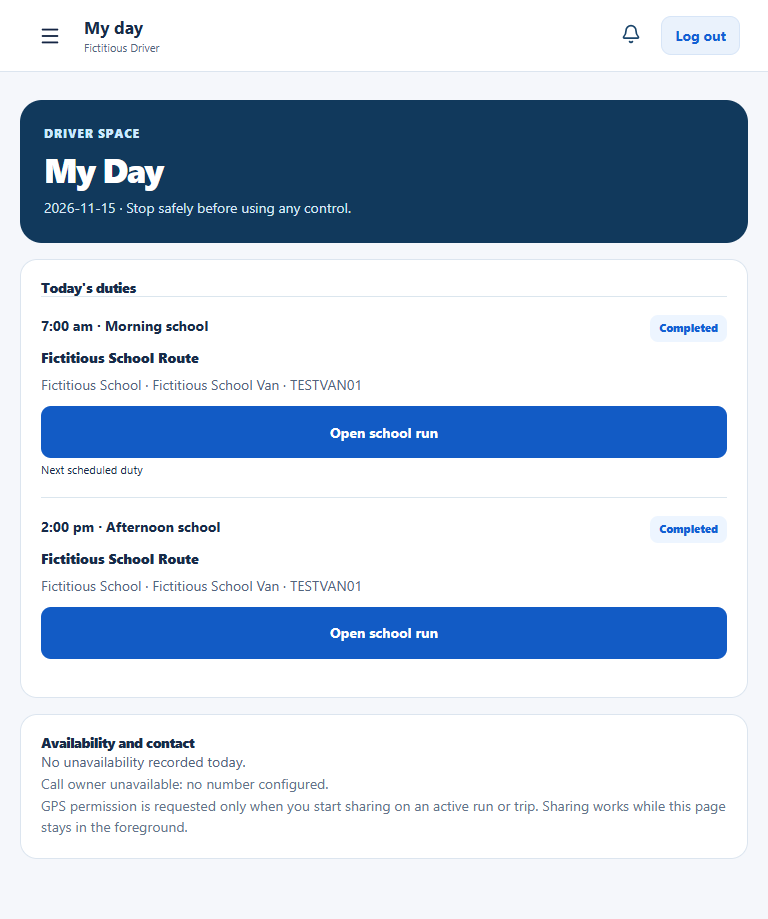 My day
Fictitious Driver
Log out
DRIVER SPACE
My Day
2026-11-15 · Stop safely before using any control.
Today's duties
7:00 am · Morning school
Completed
Fictitious School Route
Fictitious School · Fictitious School Van · TESTVAN01
Open school run
Next scheduled duty
2:00 pm · Afternoon school
Completed
Fictitious School Route
Fictitious School · Fictitious School Van · TESTVAN01
Open school run
Availability and contact
No unavailability recorded today.
Call owner unavailable: no number configured.
GPS permission is requested only when you start sharing on an active run or trip. Sharing works while this page
stays in the foreground.